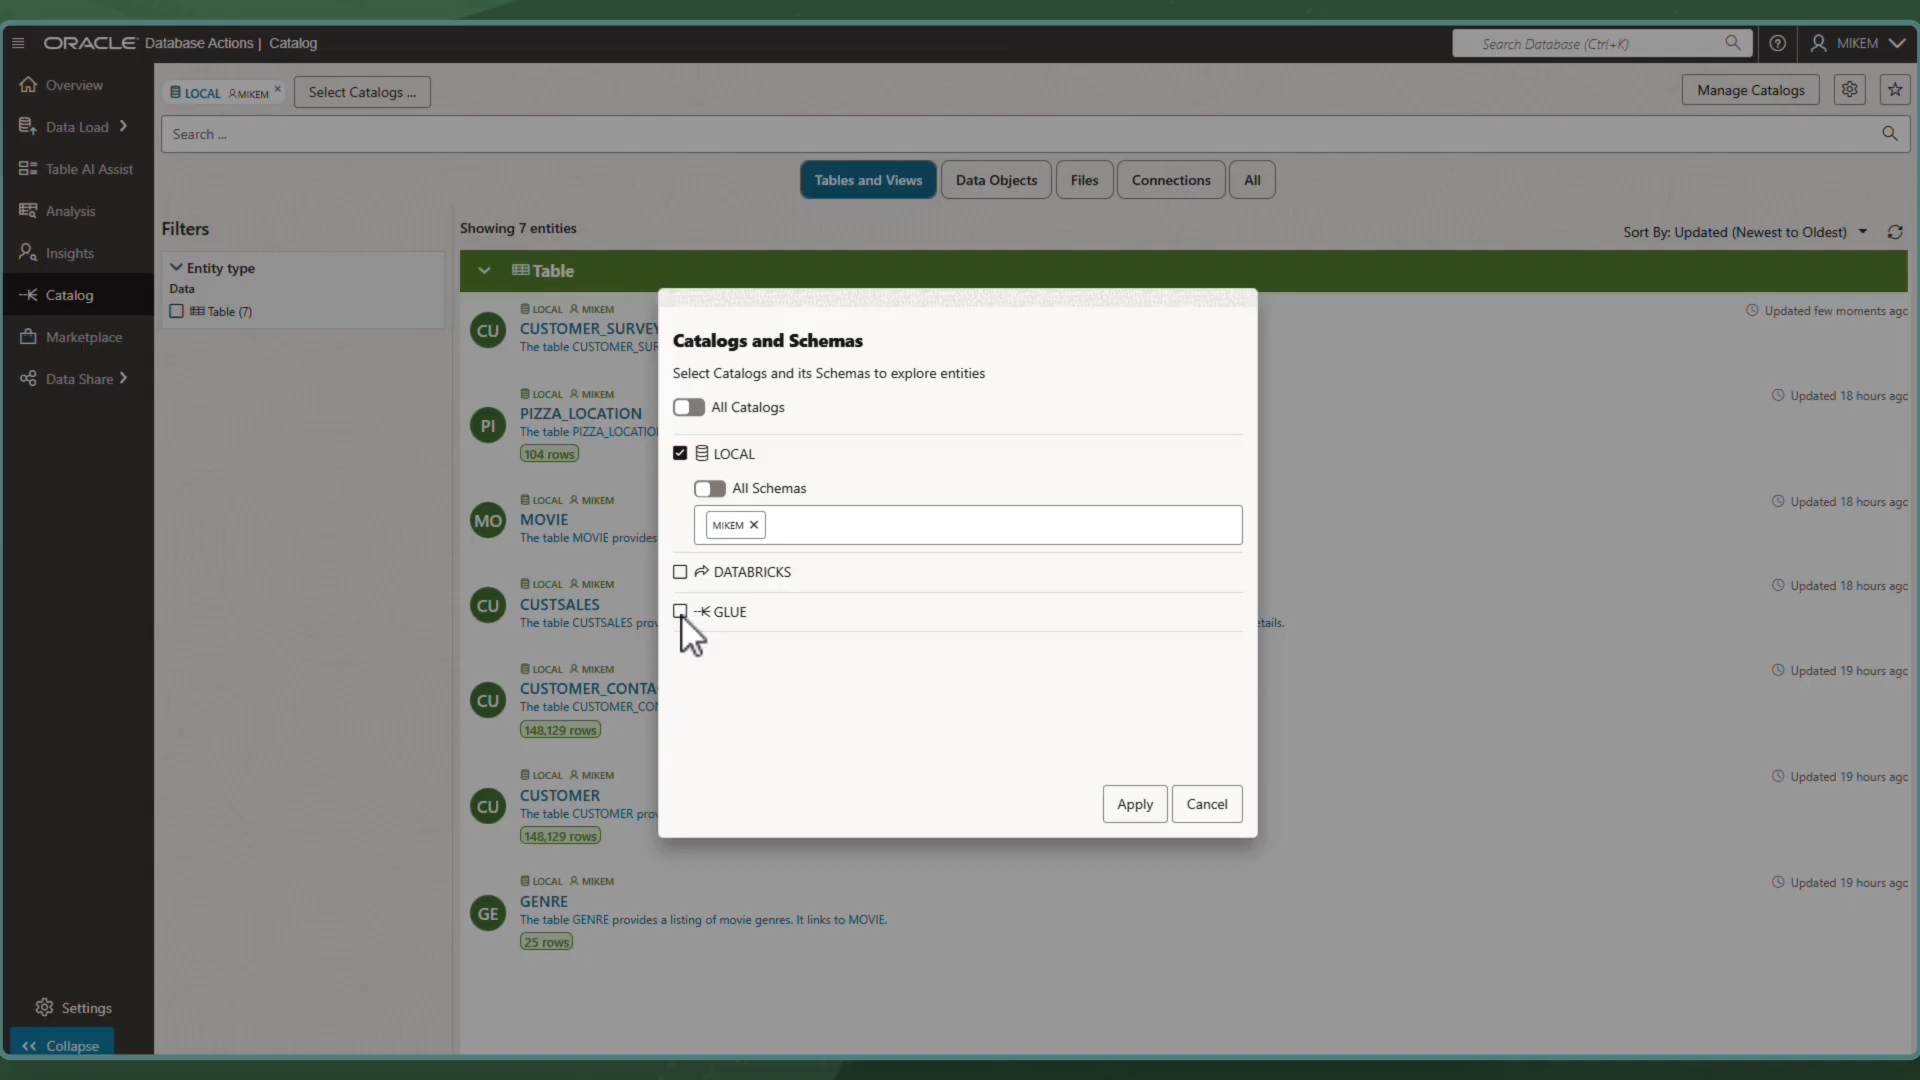 ORACLE Database Actions | Catalog
Search Database (Ctrl+K)
MIKEM
Overview
Data Load
Table AI Assist
Analysis
Insights
Catalog
Marketplace
Data Share
Settings
Collapse
LOCAL MIKEM ×
Select Catalogs ...
Manage Catalogs
Search ...
Tables and Views
Data Objects
Files
Connections
All
Filters
Entity type
Data
Table (7)
Showing 7 entities
Sort By: Updated (Newest to Oldest)
Table
LOCAL MIKEM
CU
CUSTOMER_SURVEY
The table CUSTOMER_SUR
Updated few moments ago
LOCAL MIKEM
PI
PIZZA_LOCATION
The table PIZZA_LOCATIO
104 rows
Updated 18 hours ago
LOCAL MIKEM
MO
MOVIE
The table MOVIE provides
Updated 18 hours ago
LOCAL MIKEM
CU
CUSTSALES
The table CUSTSALES prov
etails.
Updated 18 hours ago
LOCAL MIKEM
CU
CUSTOMER_CONTA
The table CUSTOMER_CON
148,129 rows
Updated 19 hours ago
LOCAL MIKEM
CU
CUSTOMER
The table CUSTOMER prov
148,129 rows
Updated 19 hours ago
LOCAL MIKEM
GE
GENRE
The table GENRE provides a listing of movie genres. It links to MOVIE.
25 rows
Updated 19 hours ago
Catalogs and Schemas
Select Catalogs and its Schemas to explore entities
All Catalogs
LOCAL
All Schemas
MIKEM ×
DATABRICKS
GLUE
Apply
Cancel